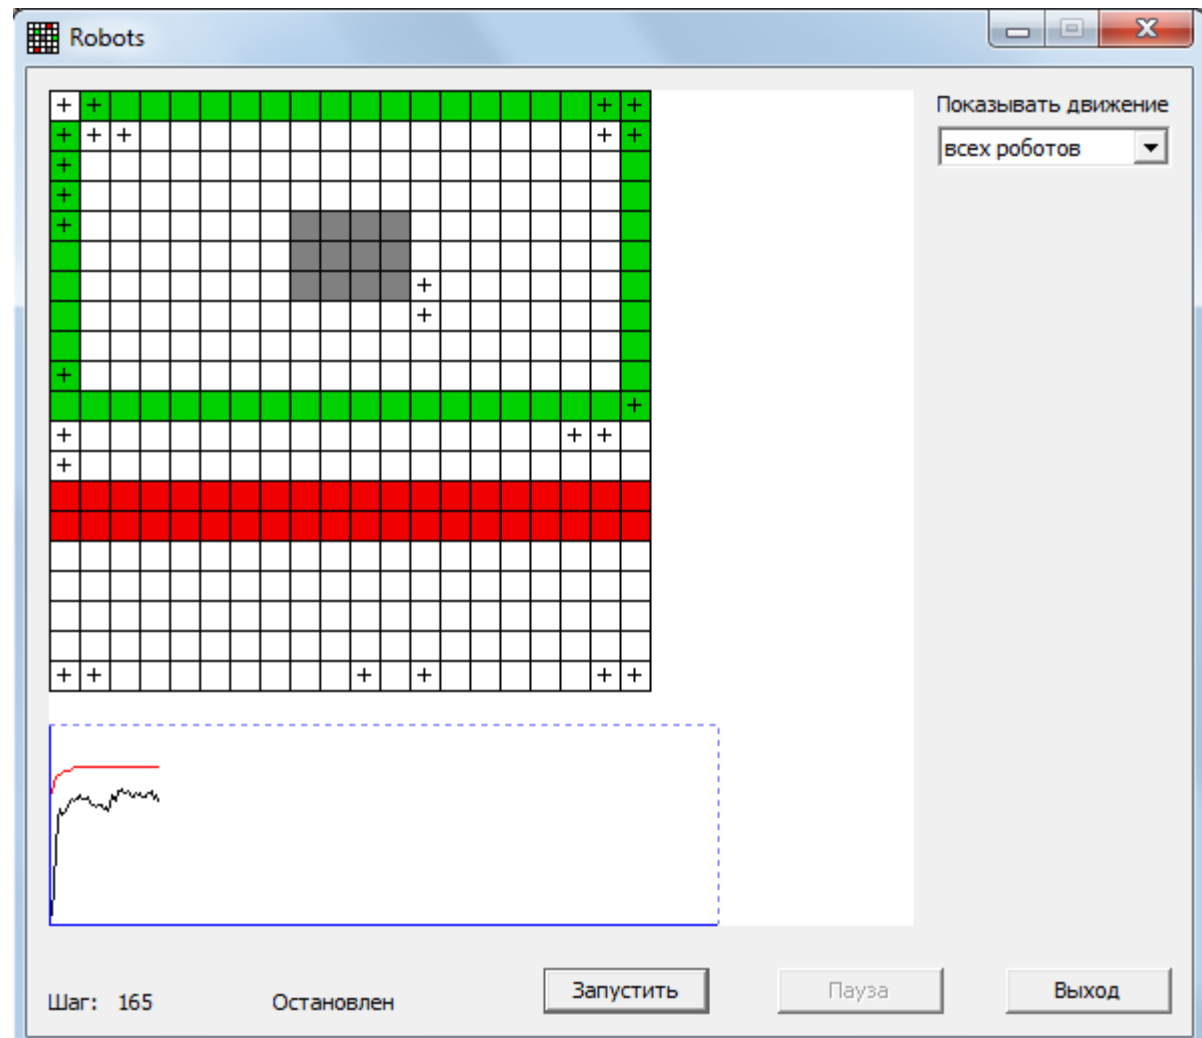 Robots
Показывать движение
всех роботов
Шаг: 165
Остановлен
Запустить
Пауза
Выход